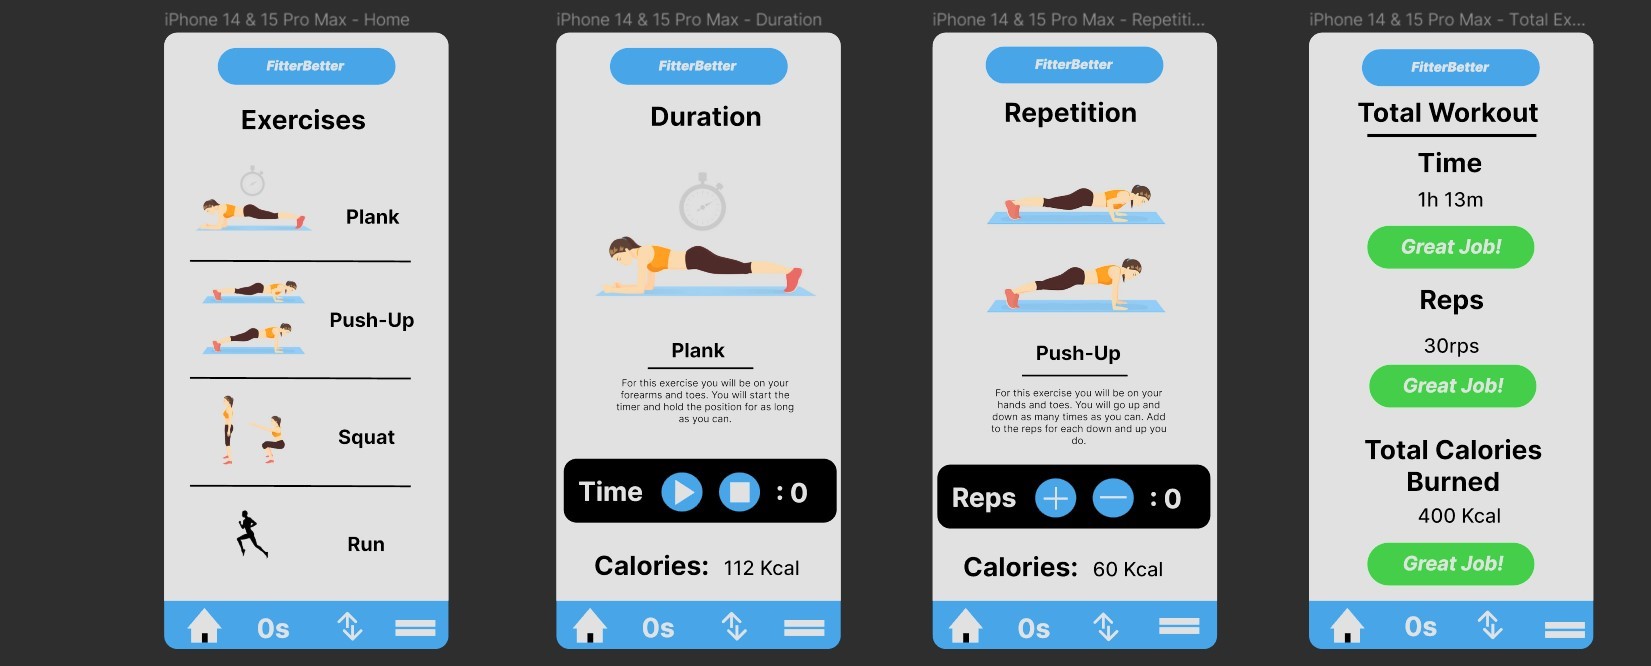 iPhone 14 & 15 Pro Max - Home
FitterBetter
Exercises
Plank
Push-Up
Squat
Run
0s
iPhone 14 & 15 Pro Max - Duration
FitterBetter
Duration
Plank
For this exercise you will be on your
forearms and toes. You will start the
timer and hold the position for as long
as you can.
Time : 0
Calories: 112 Kcal
0s
iPhone 14 & 15 Pro Max - Repetiti...
FitterBetter
Repetition
Push-Up
For this exercise you will be on your
hands and toes. You will go up and
down as many times as you can. Add
to the reps for each down and up you
do.
Reps : 0
Calories: 60 Kcal
0s
iPhone 14 & 15 Pro Max - Total Ex...
FitterBetter
Total Workout
Time
1h 13m
Great Job!
Reps
30rps
Great Job!
Total Calories
Burned
400 Kcal
Great Job!
0s